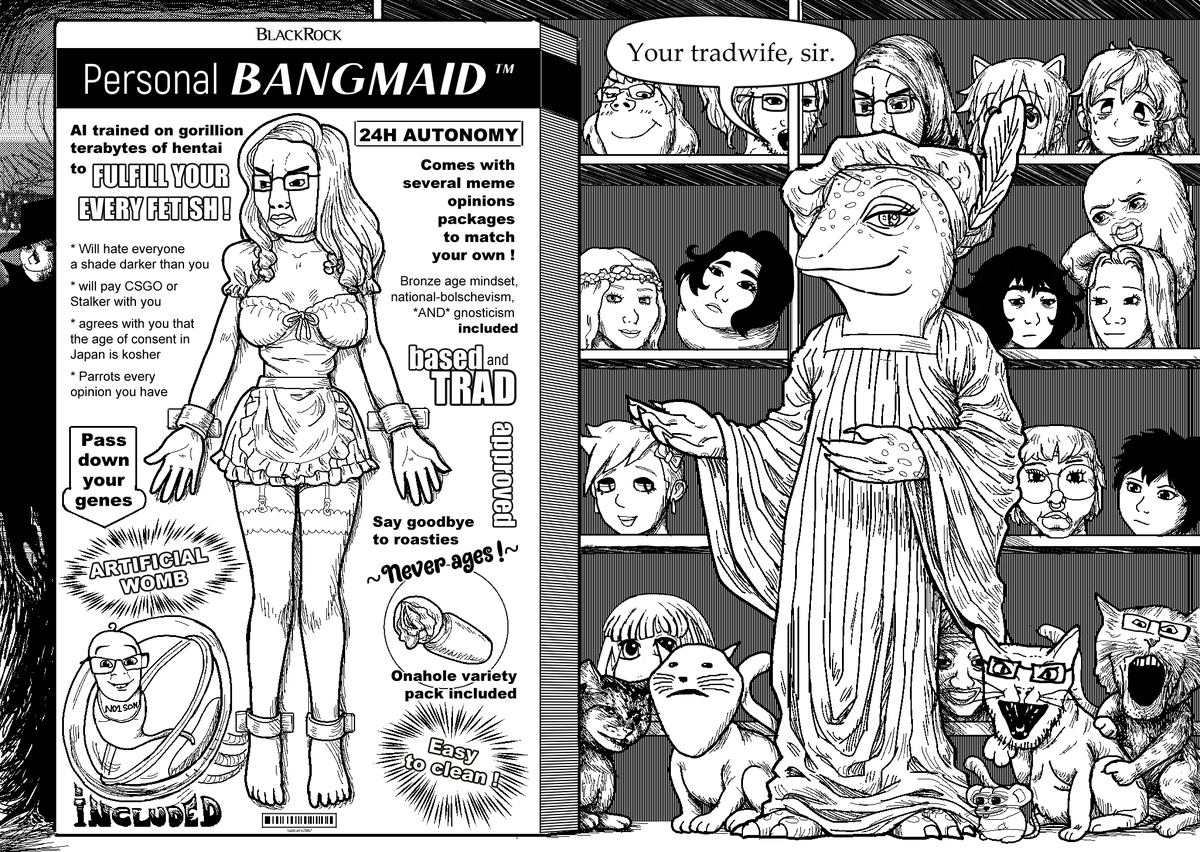 BLACKROCK
Personal BANGMAID ™
AI trained on gorillion
terabytes of hentai
to FULFILL YOUR
EVERY FETISH !
* Will hate everyone
a shade darker than you
* will pay CSGO or
Stalker with you
* agrees with you that
the age of consent in
Japan is kosher
* Parrots every
opinion you have
Pass
down
your
genes
ARTIFICIAL
WOMB
NO1SON
INCLUDED
24H AUTONOMY
Comes with
several meme
opinions
packages
to match
your own !
Bronze age mindset,
national-bolschevism,
*AND* gnosticism
included
based and
TRAD
aproved
Say goodbye
to roasties
~Never ages !~
Onahole variety
pack included
Easy
to clean !
Your tradwife, sir.